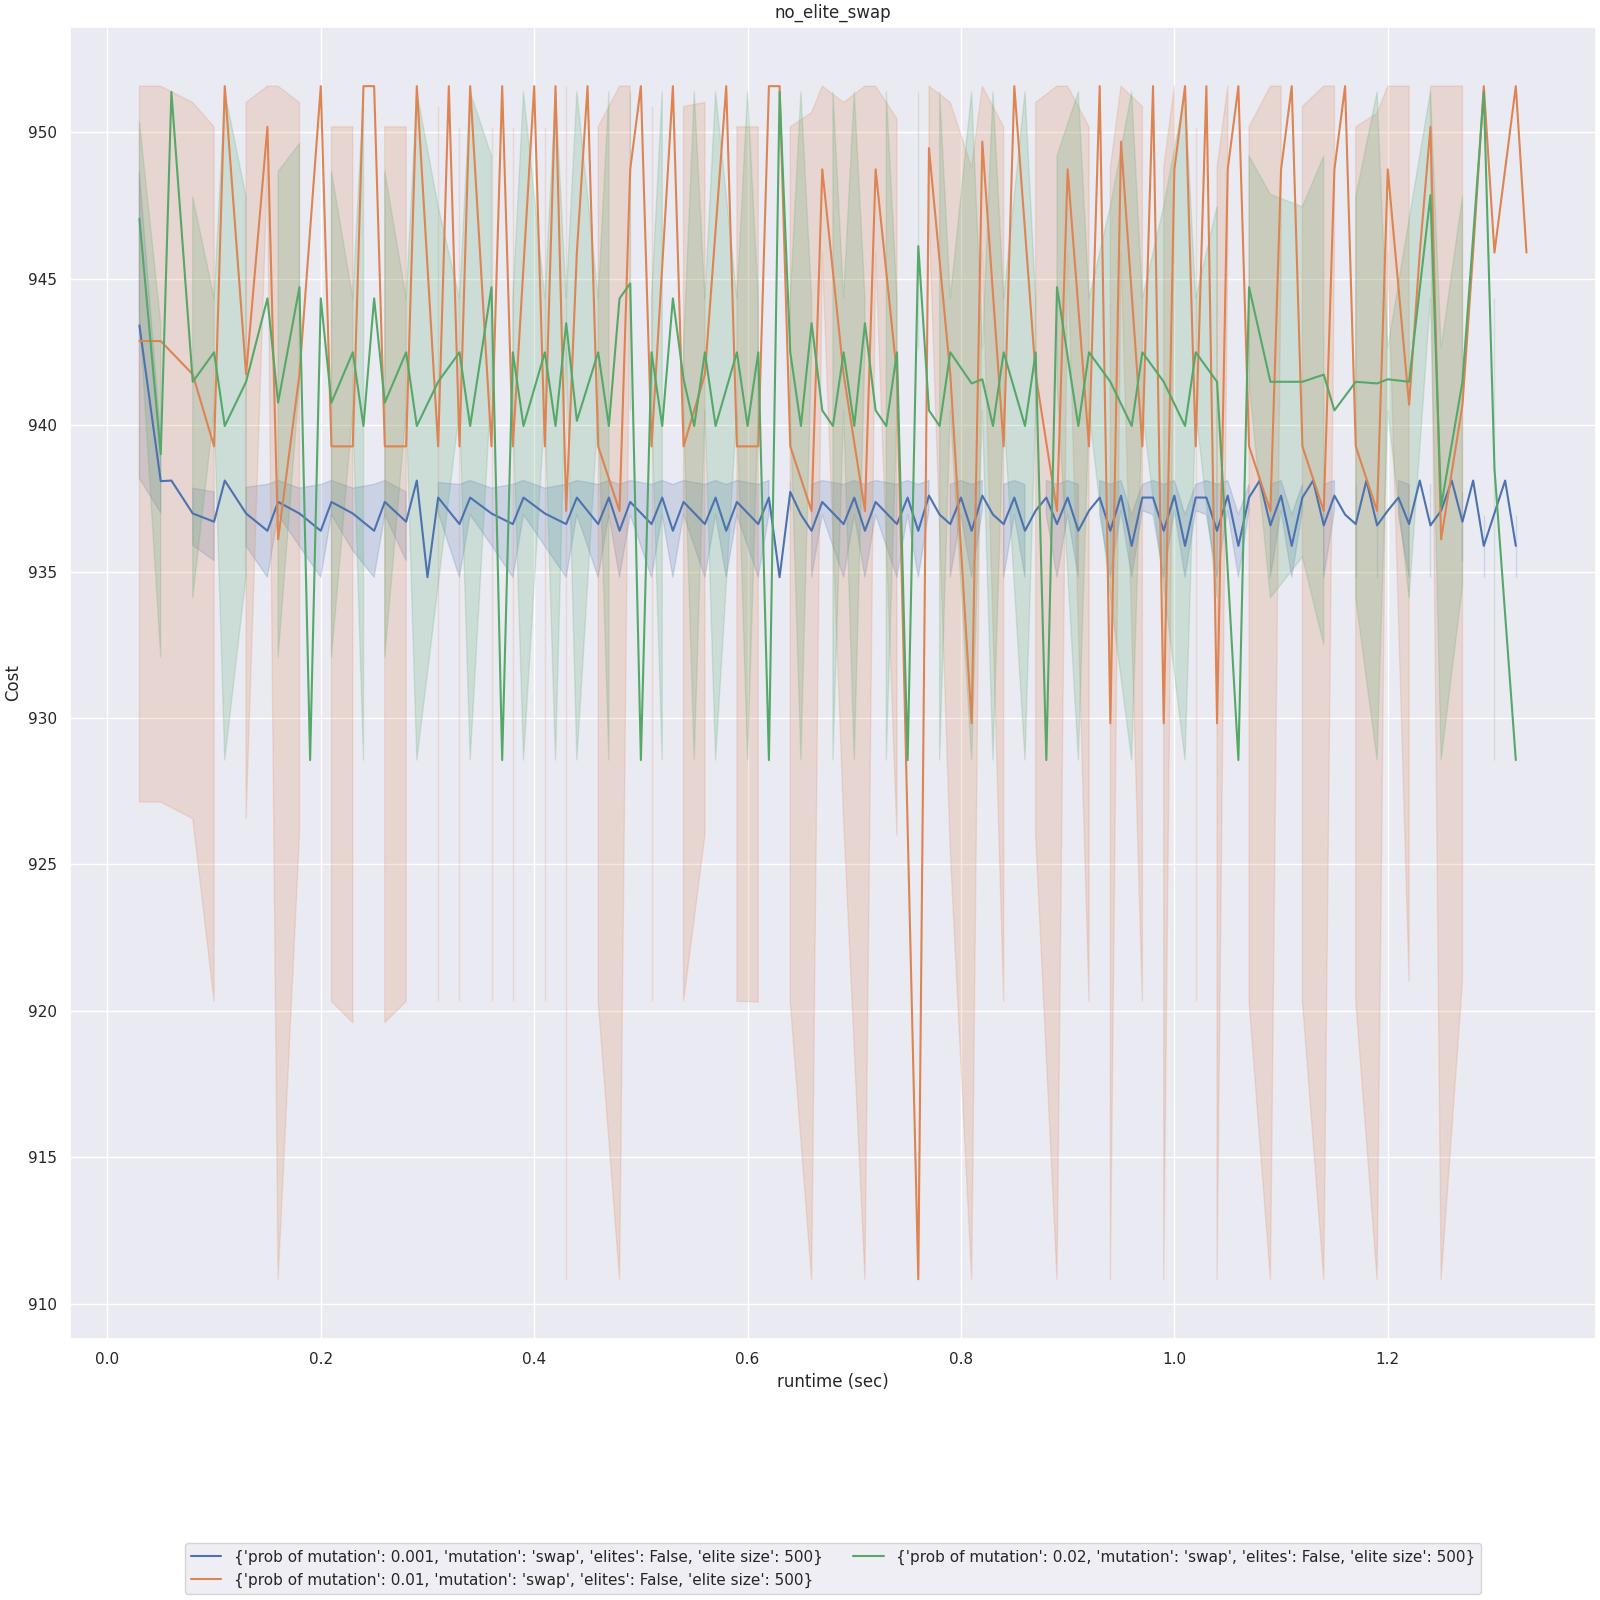 no_elite_swap
950
945
940
935
930
925
920
915
910
Cost
0.0 0.2 0.4 0.6 0.8 1.0 1.2
runtime (sec)
{'prob of mutation': 0.001, 'mutation': 'swap', 'elites': False, 'elite size': 500}
{'prob of mutation': 0.01, 'mutation': 'swap', 'elites': False, 'elite size': 500}
{'prob of mutation': 0.02, 'mutation': 'swap', 'elites': False, 'elite size': 500}